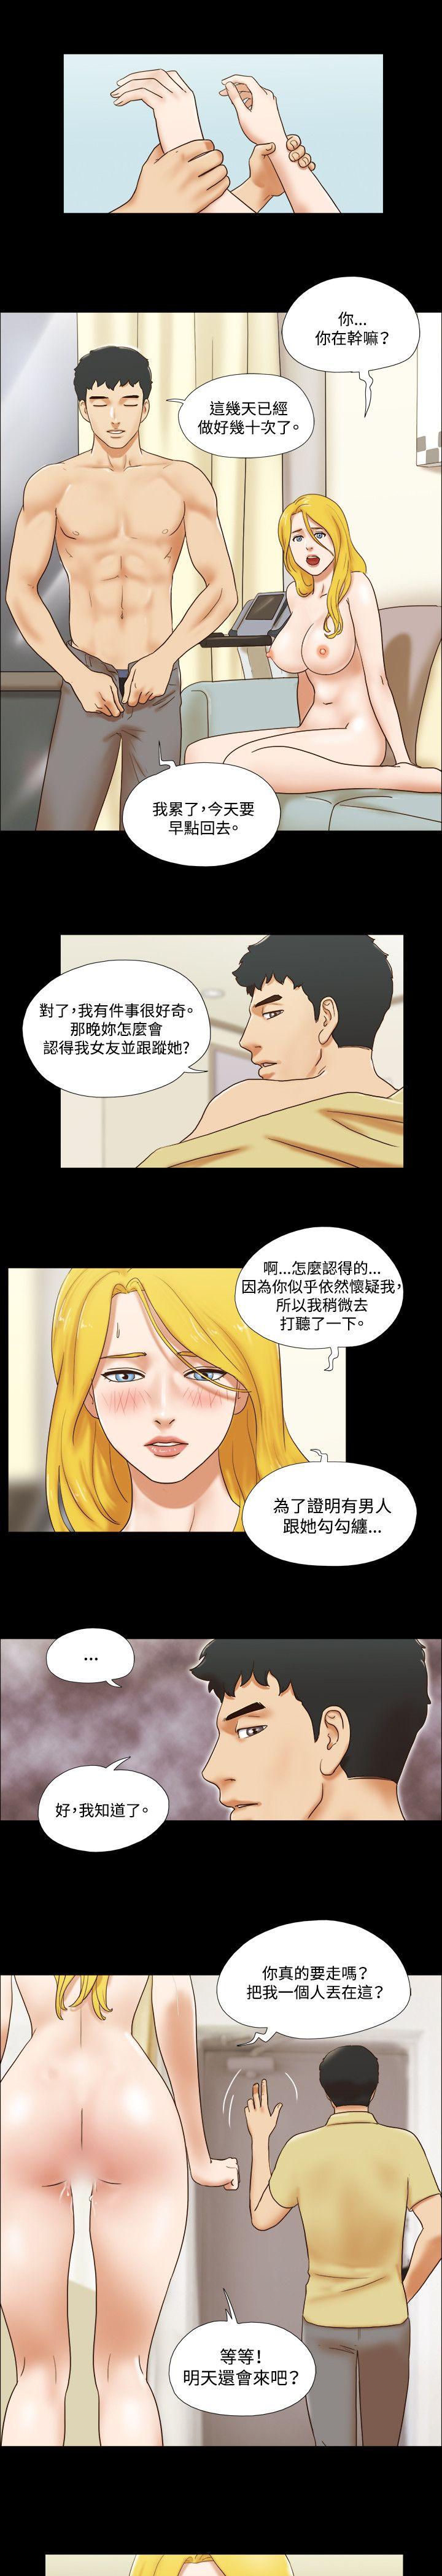 你...
你在幹嘛？
這幾天已經
做好幾十次了。
我累了，今天要
早點回去。
對了，我有件事很好奇。
那晚妳怎麼會
認得我女友並跟蹤她?
啊...怎麼認得的...
因為你似乎依然懷疑我，
所以我稍微去
打聽了一下。
為了證明有男人
跟她勾勾纏...
...
好，我知道了。
你真的要走嗎？
把我一個人丟在這？
等等！
明天還會來吧？